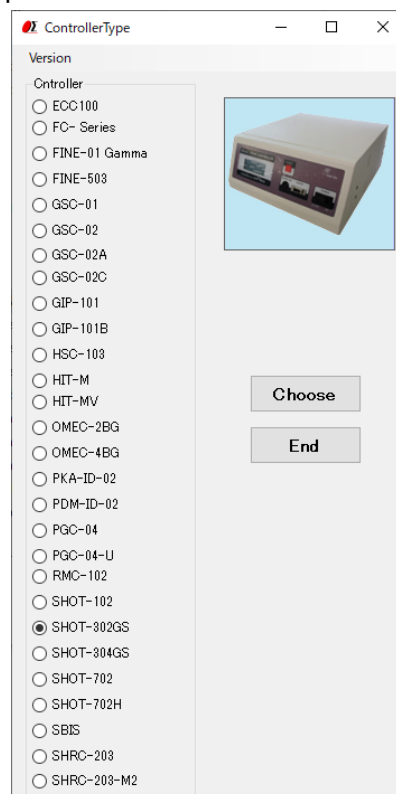 ControllerType
Version
Cntroller
ECC100
FC- Series
FINE-01 Gamma
FINE-503
GSC-01
GSC-02
GSC-02A
GSC-02C
GIP-101
GIP-101B
HSC-103
HIT-M
HIT-MV
OMEC-2BG
OMEC-4BG
PKA-ID-02
PDM-ID-02
PGC-04
PGC-04-U
RMC-102
SHOT-102
SHOT-302GS
SHOT-304GS
SHOT-702
SHOT-702H
SBIS
SHRC-203
SHRC-203-M2
Choose
End